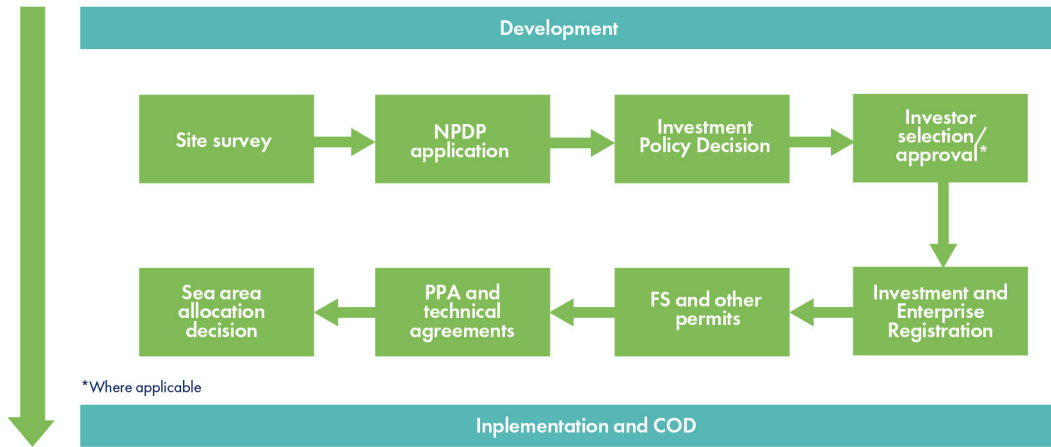 Development
Site survey
NPDP
application
Investment
Policy Decision
Investor
selection/
approval*
Investment and
Enterprise
Registration
FS and other
permits
PPA and
technical
agreements
Sea area
allocation
decision
*Where applicable
Inplementation and COD